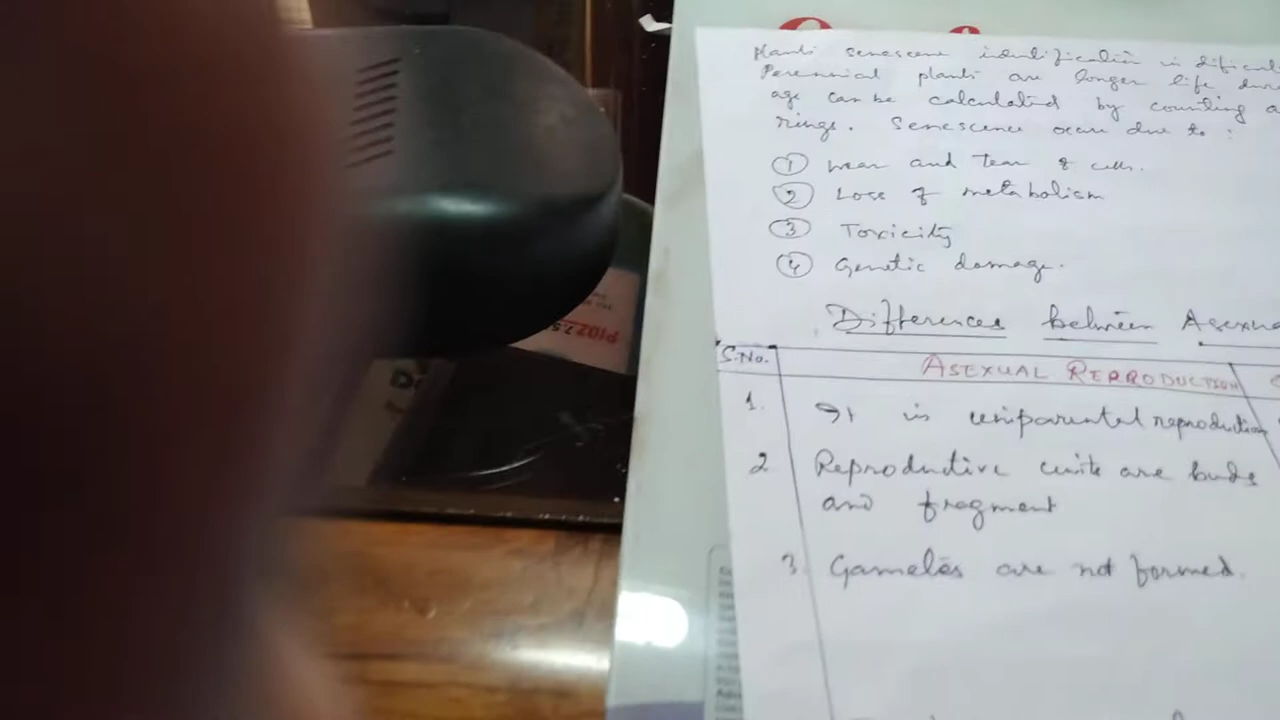 Plants senescence identification is difficult
Perennial plants are longer life
age can be calculated by counting
rings. Senescence occur due to :
① wear and Tear of cells.
② Loss of metabolism
③ Toxicity
④ Genetic damage.
Differences between Asexua
S.No. ASEXUAL REPRODUCTION
1. It is uniparental reproduction
2 Reproductive units are buds
and fragment
3. Gametes are not formed.